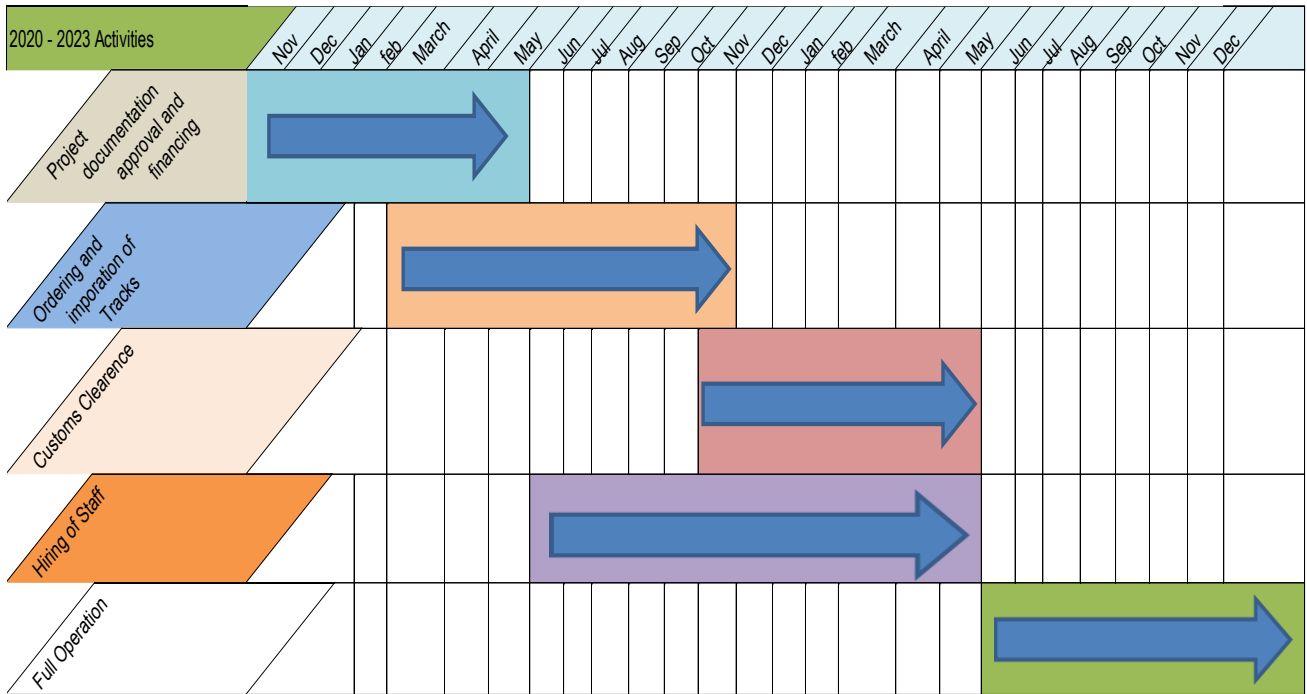 2020 - 2023 Activities
Nov Dec Jan feb March April May Jun Jul Aug Sep Oct Nov Dec Jan feb March April May Jun Jul Aug Sep Oct Nov Dec
Project
documentation
approval and
financing
Ordering and
imporation of
Tracks
Customs Clearence
Hiring of Staff
Full Operation